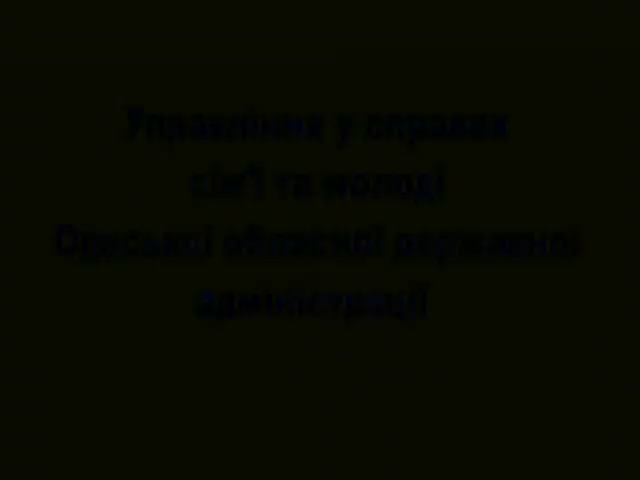 Управління у справах
сім'ї та молоді
Одеської обласної державної
адміністрації